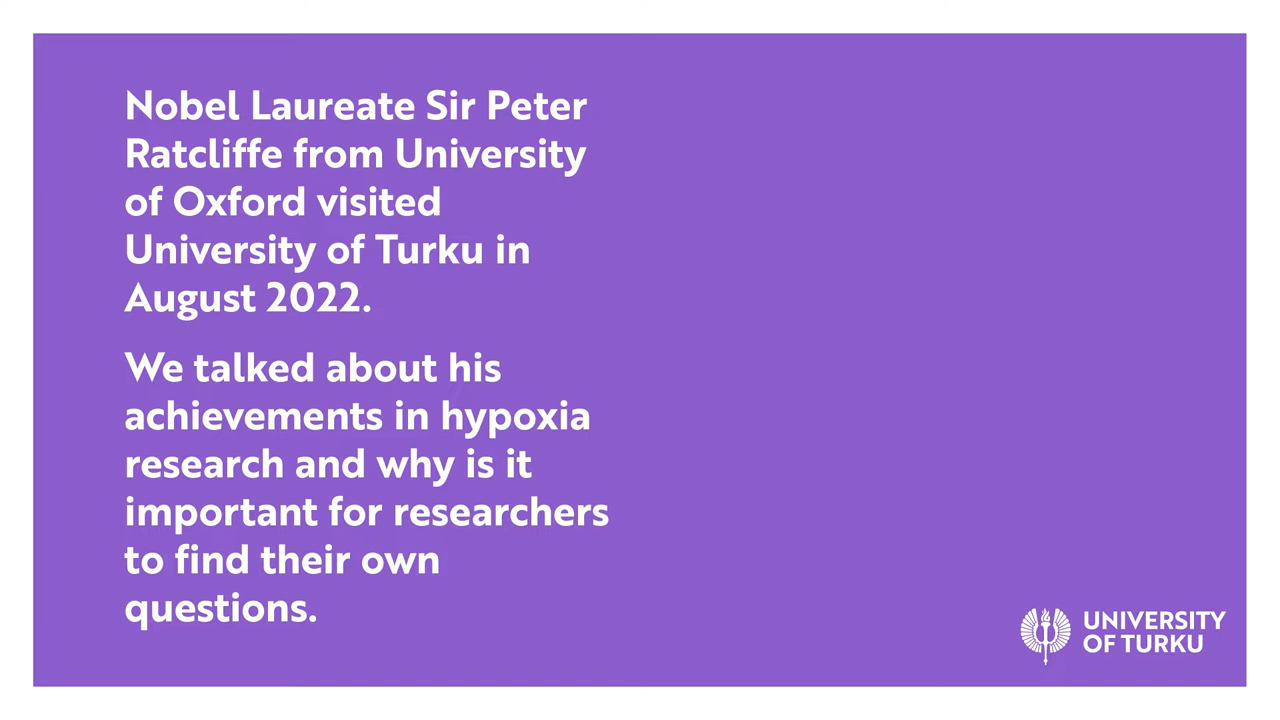 Nobel Laureate Sir Peter
Ratcliffe from University
of Oxford visited
University of Turku in
August 2022.
We talked about his
achievements in hypoxia
research and why is it
important for researchers
to find their own
questions.
UNIVERSITY
OF TURKU